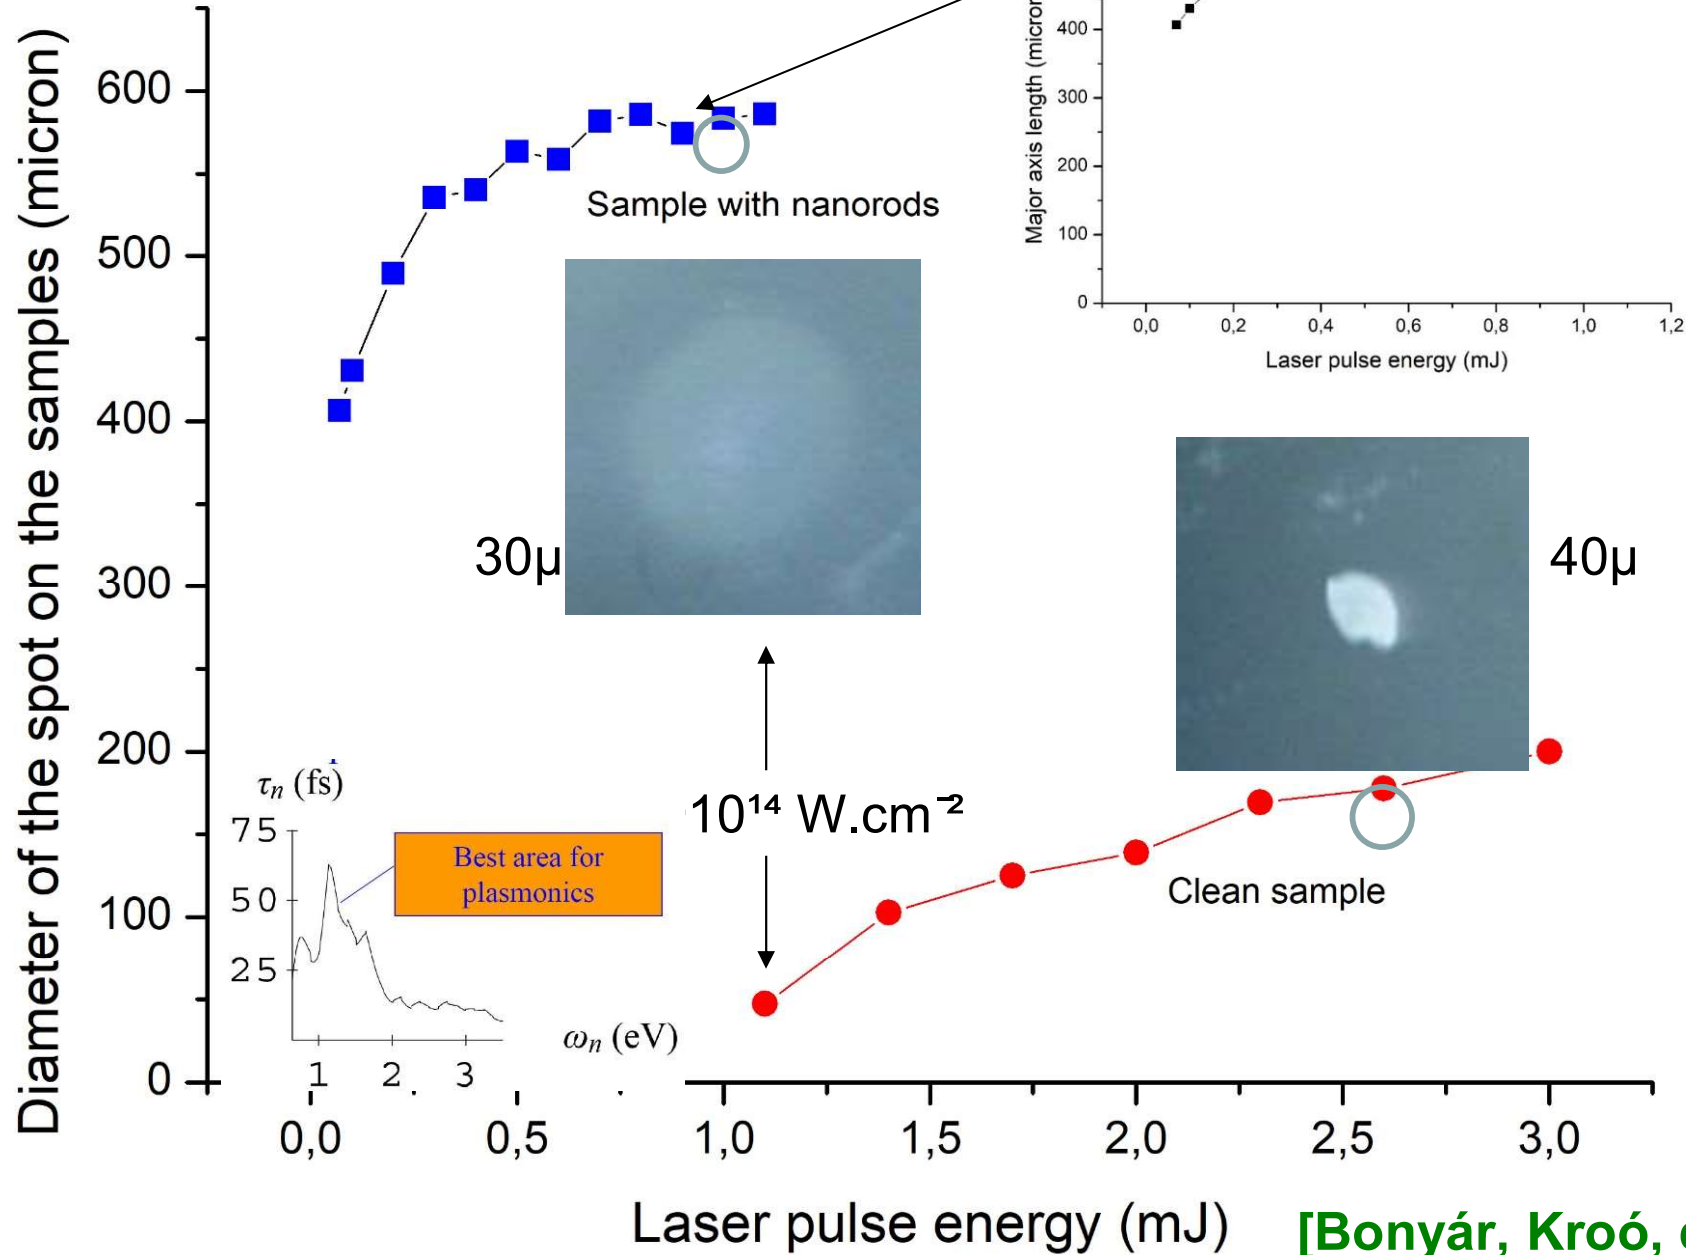 Diameter of the spot on the samples (micron)
600
500
400
300
200
100
0
0,0 0,5 1,0 1,5 2,0 2,5 3,0
Laser pulse energy (mJ)
Sample with nanorods
30µ
40µ
10¹⁴ W.cm⁻²
Clean sample
Major axis length (micron
400
300
200
100
0
0,0 0,2 0,4 0,6 0,8 1,0 1,2
Laser pulse energy (mJ)
τn (fs)
75
50
25
Best area for
plasmonics
ωn (eV)
1 2 3
[Bonyár, Kroó,